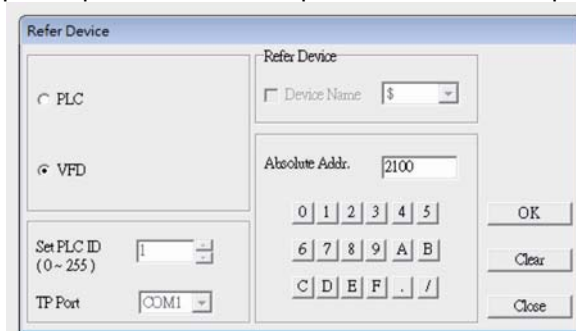 Refer Device
PLC
VFD
Set PLC ID
(0 ~ 255)
1
TP Port
COM1
Refer Device
Device Name
$
Absolute Addr.
2100
0 1 2 3 4 5
6 7 8 9 A B
C D E F . /
OK
Clear
Close